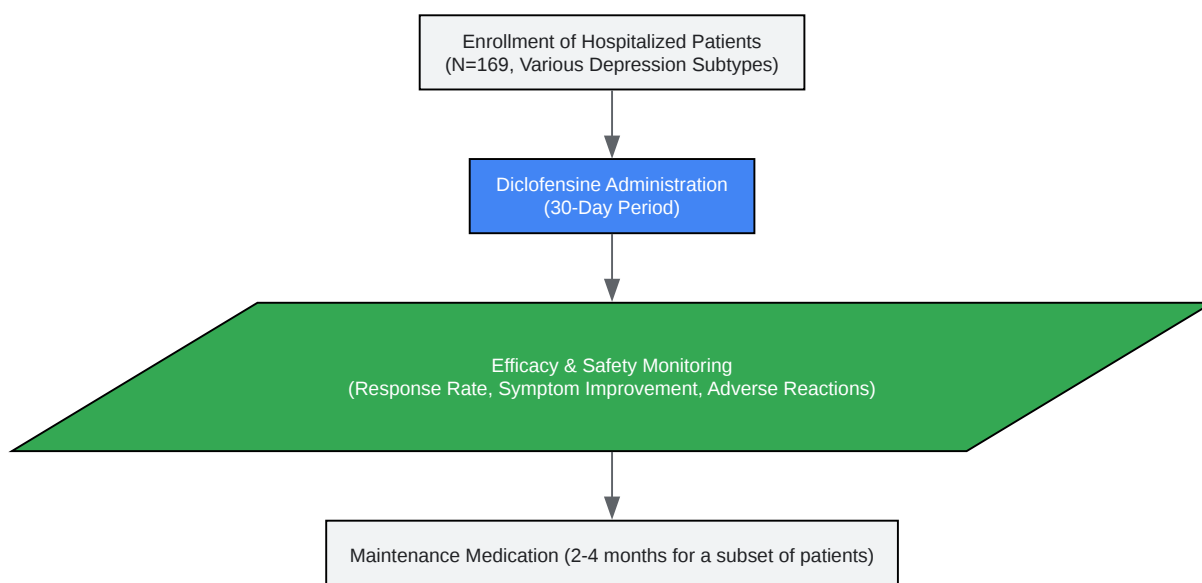 Enrollment of Hospitalized Patients
(N=169, Various Depression Subtypes)
Diclofensine Administration
(30-Day Period)
Efficacy & Safety Monitoring
(Response Rate, Symptom Improvement, Adverse Reactions)
Maintenance Medication (2-4 months for a subset of patients)